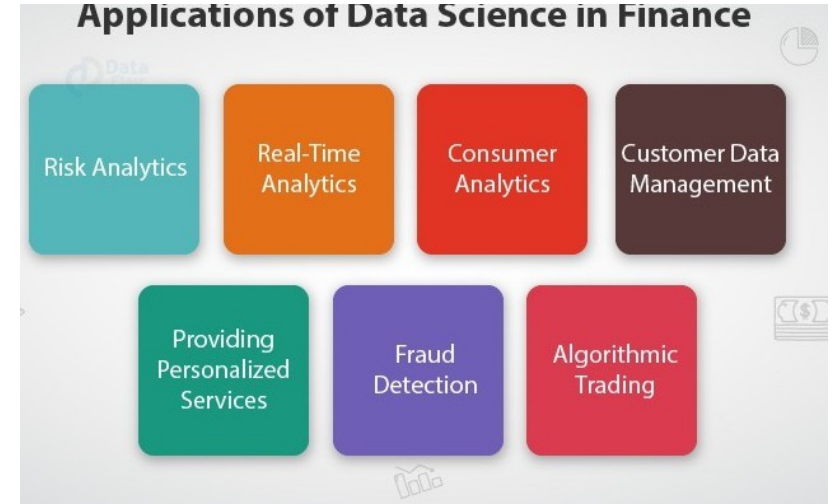 Applications of Data Science in Finance
Data
Risk Analytics
Real-Time
Analytics
Consumer
Analytics
Customer Data
Management
Providing
Personalized
Services
Fraud
Detection
Algorithmic
Trading